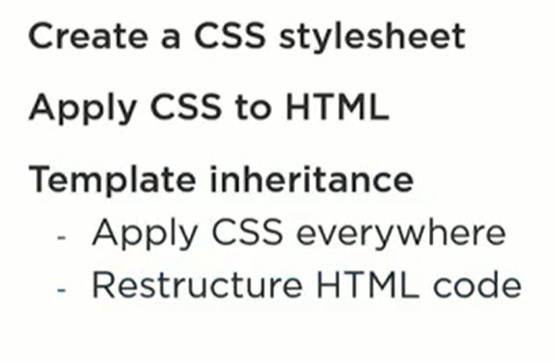 Create a CSS stylesheet
Apply CSS to HTML
Template inheritance
- Apply CSS everywhere
- Restructure HTML code